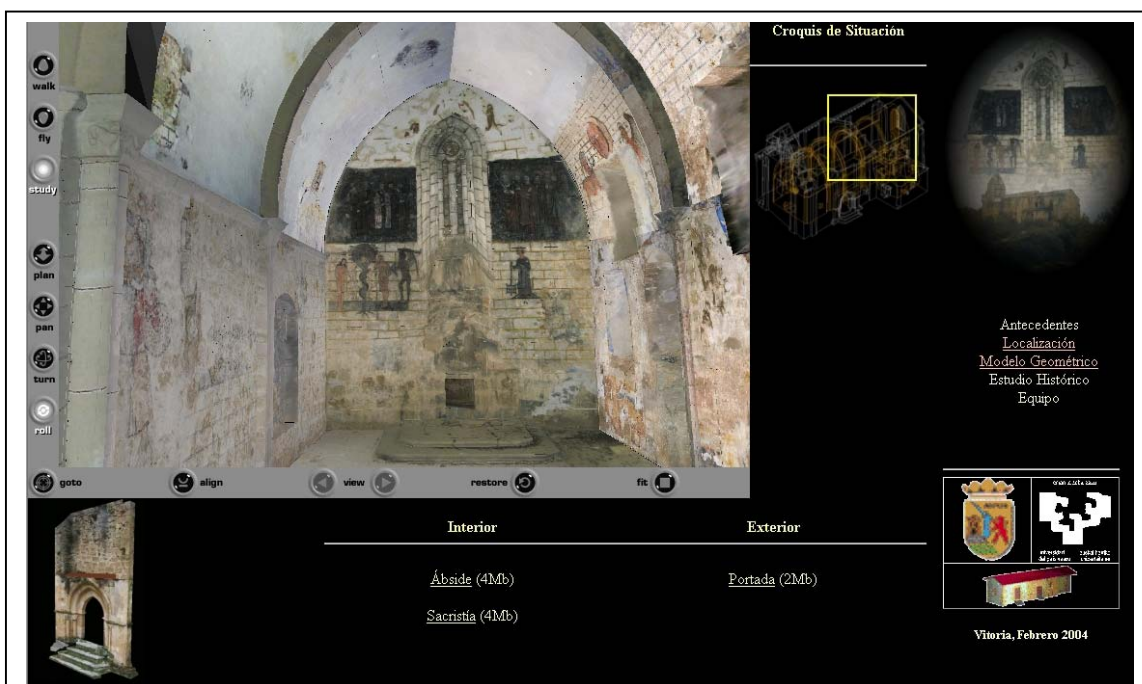 Croquis de Situación
walk
fly
study
plan
pan
turn
roll
goto
align
view
restore
fit
Antecedentes
Localización
Modelo Geométrico
Estudio Histórico
Equipo
Interior
Exterior
Ábside (4Mb)
Portada (2Mb)
Sacristía (4Mb)
Vitoria, Febrero 2004